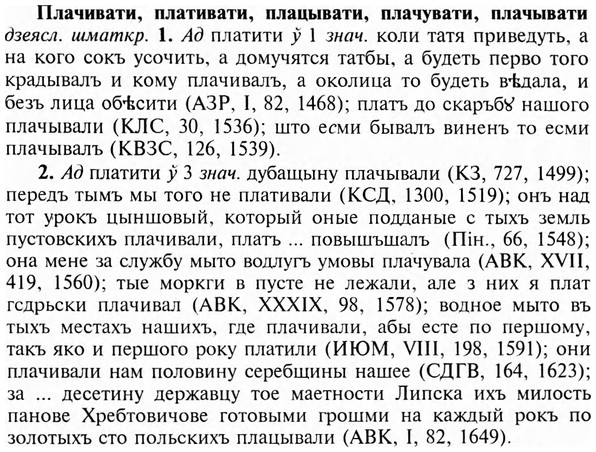 Плачивати, плативати, плацывати, плачувати, плачывати
дзеясл. шматкр. 1. Ад платити ў 1 знач. коли татя приведуть, а
на кого сокъ усочить, а домучятся татбы, а будеть перво того
крадывалъ и кому плачивалъ, а околица то будеть вѣдала, и
безъ лица обѣсити (АЗР, I, 82, 1468); платъ до скаръбꙋ нашого
плачывали (КЛС, 30, 1536); што есми бывалъ виненъ то есми
плачывалъ (КВЗС, 126, 1539).
2. Ад платити ў 3 знач. дубащыну плачывали (КЗ, 727, 1499);
передъ тымъ мы того не плативали (КСД, 1300, 1519); онъ над
тот урокъ цыншовый, который оные подданые с тыхъ земль
пустовскихъ плачивали, платъ ... повышъшалъ (Пін., 66, 1548);
она мене за службу мыто водлугъ умовы плачувала (АВК, XVII,
419, 1560); тые моркги в пусте не лежали, але з них я плат
гсдрьски плачивал (АВК, XXXIX, 98, 1578); водное мыто въ
тыхъ местахъ нашихъ, где плачивали, абы есте по першому,
такъ яко и першого року платили (ИЮМ, VIII, 198, 1591); они
плачивали нам половину серебщины нашее (СДГВ, 164, 1623);
за ... десетину державцу тое маетности Липска ихъ милость
панове Хребтовичове готовыми грошми на каждый рокъ по
золотыхъ сто польскихъ плацывали (АВК, I, 82, 1649).